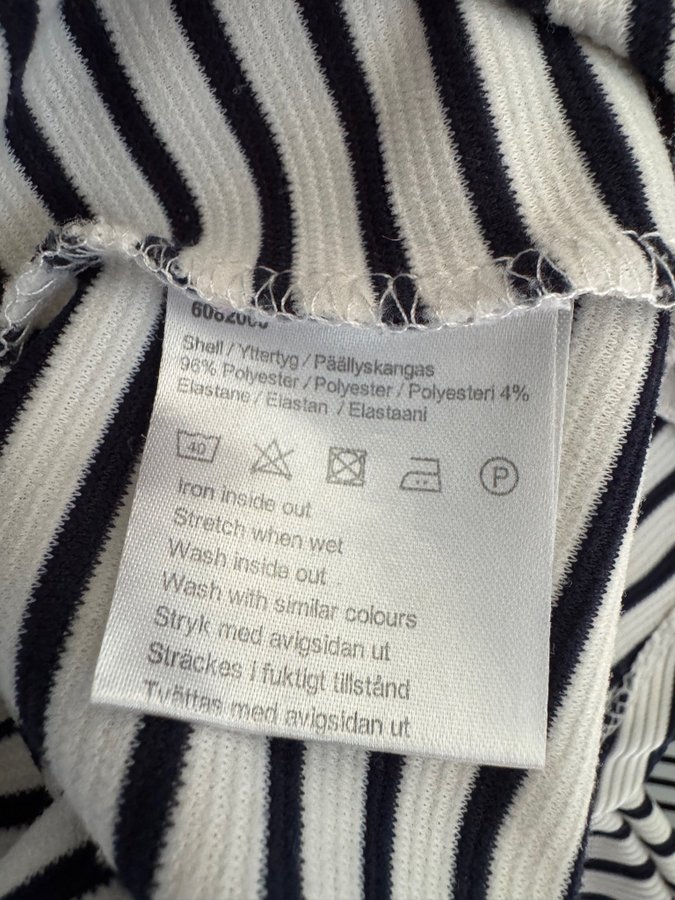 Shell / Yttertyg / Päällyskangas
96% Polyester / Polyester / Polyesteri 4%
Elastane / Elastan / Elastaani
40 P
Iron inside out
Stretch when wet
Wash inside out
Wash with similar colours
Stryk med avigsidan ut
Sträckes i fuktigt tillstånd
Tvättas med avigsidan ut